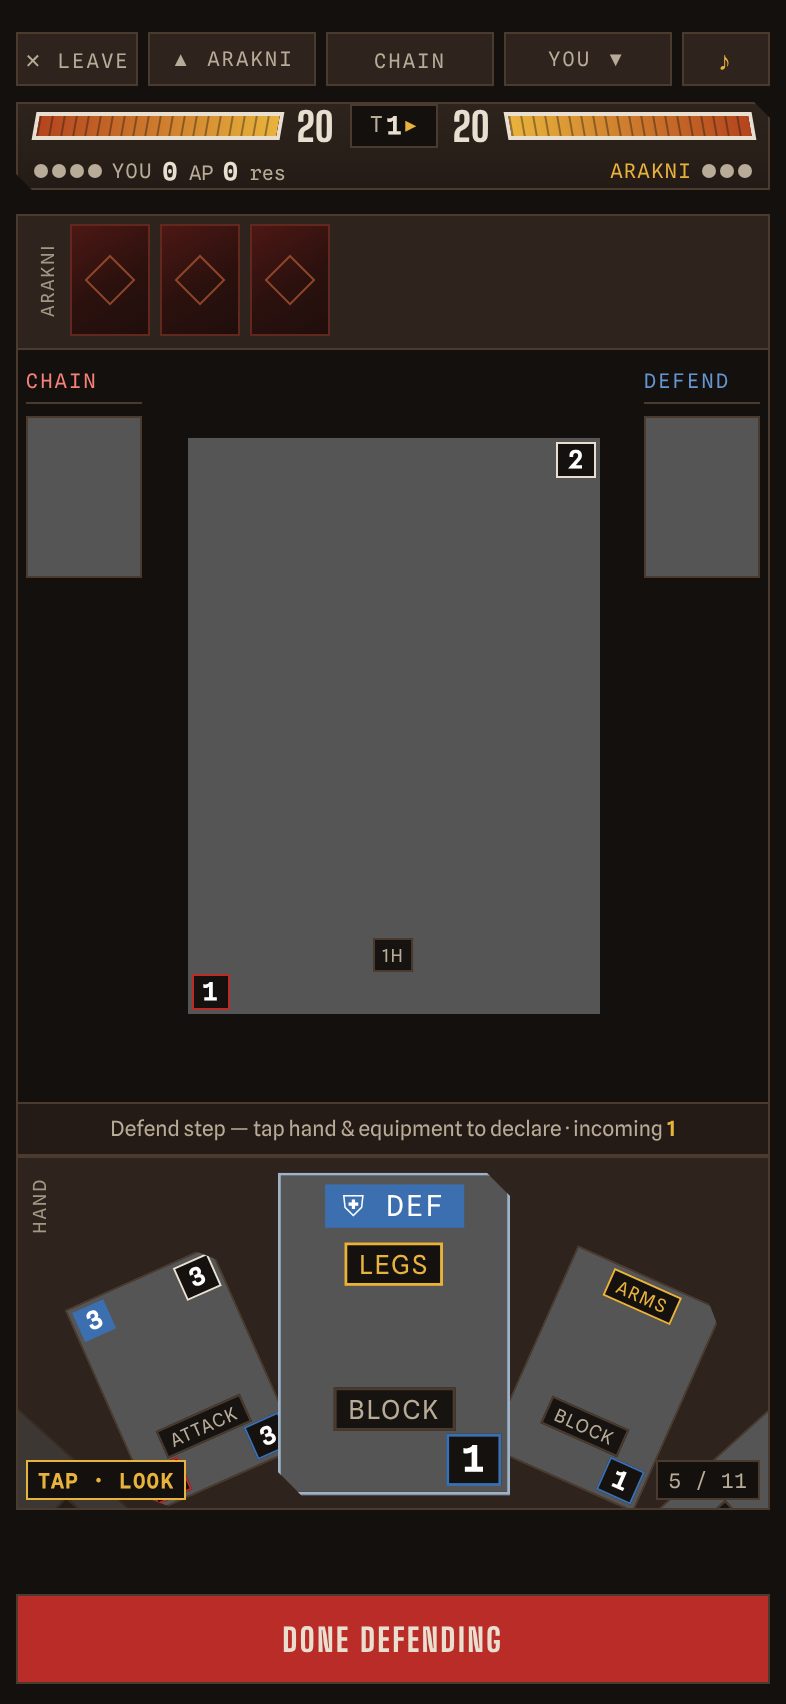 × LEAVE
▲ ARAKNI
CHAIN
YOU ▼
♪
20
T1▸
20
YOU 0 AP 0 res
ARAKNI
ARAKNI
CHAIN
DEFEND
2
1H
1
Defend step — tap hand & equipment to declare · incoming 1
HAND
3
3
ATTACK
3
DEF
LEGS
BLOCK
1
ARMS
BLOCK
1
TAP · LOOK
5 / 11
DONE DEFENDING